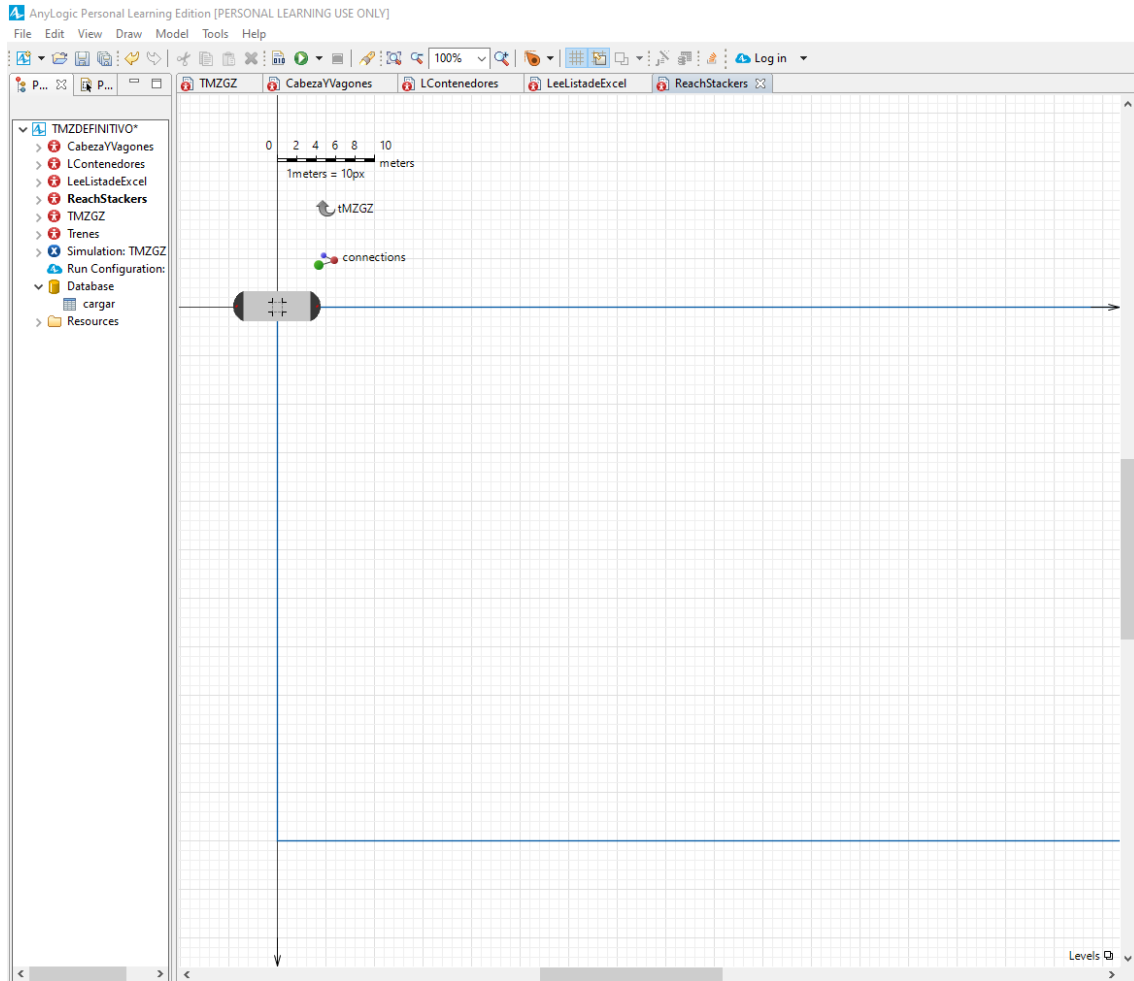 AnyLogic Personal Learning Edition [PERSONAL LEARNING USE ONLY]
File Edit View Draw Model Tools Help
100% Log in
P... P... TMZGZ CabezaYVagones LContenedores LeeListadeExcel ReachStackers
TMZDEFINITIVO*
CabezaYVagones
LContenedores
LeeListadeExcel
ReachStackers
TMZGZ
Trenes
Simulation: TMZGZ
Run Configuration:
Database
cargar
Resources
0 2 4 6 8 10
meters
1meters = 10px
tMZGZ
connections
Levels